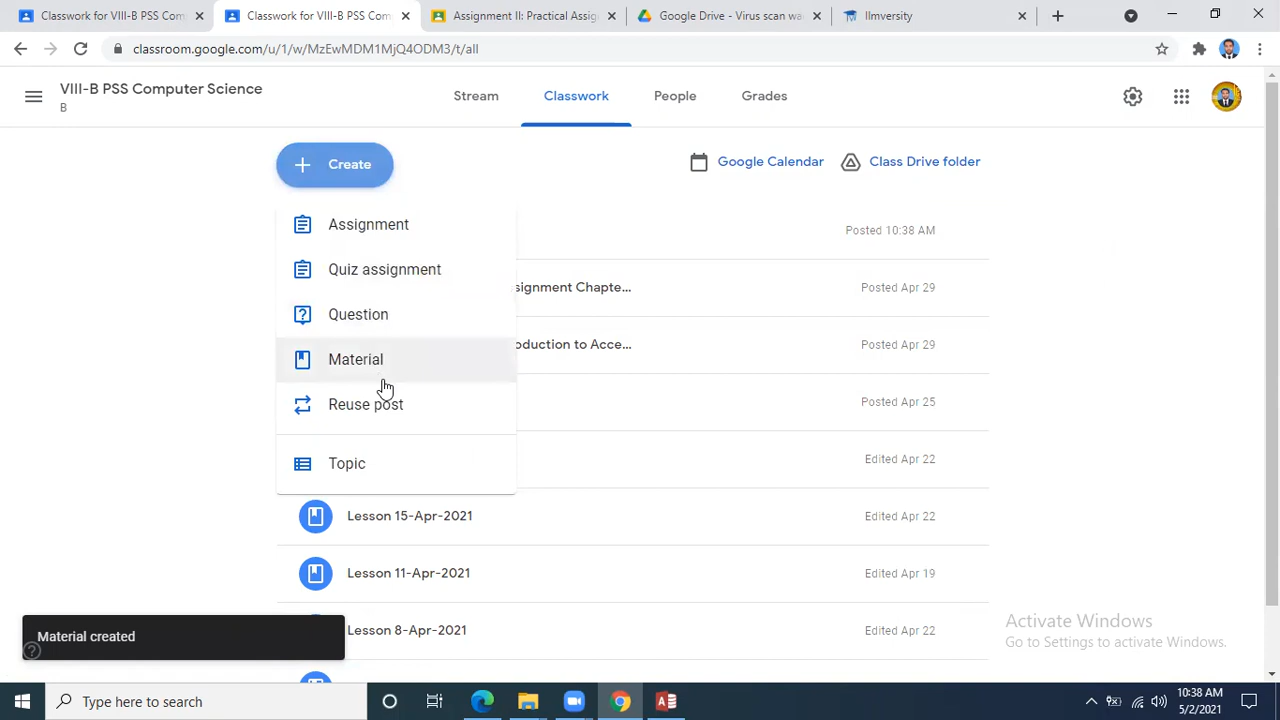 Classwork for VIII-B PSS Com
Classwork for VIII-B PSS Com
Assignment II: Practical Assig
Google Drive - Virus scan wa
Ilmversity
classroom.google.com/u/1/w/MzEwMDM1MjQ4ODM3/t/all
VIII-B PSS Computer Science
B
Stream
Classwork
People
Grades
Create
Google Calendar
Class Drive folder
Assignment
Posted 10:38 AM
Quiz assignment
signment Chapte...
Posted Apr 29
Question
oduction to Acce...
Posted Apr 29
Material
Reuse post
Posted Apr 25
Topic
Edited Apr 22
Lesson 15-Apr-2021
Edited Apr 22
Lesson 11-Apr-2021
Edited Apr 19
Lesson 8-Apr-2021
Edited Apr 22
Material created
Activate Windows
Go to Settings to activate Windows.
Type here to search
10:38 AM
5/2/2021